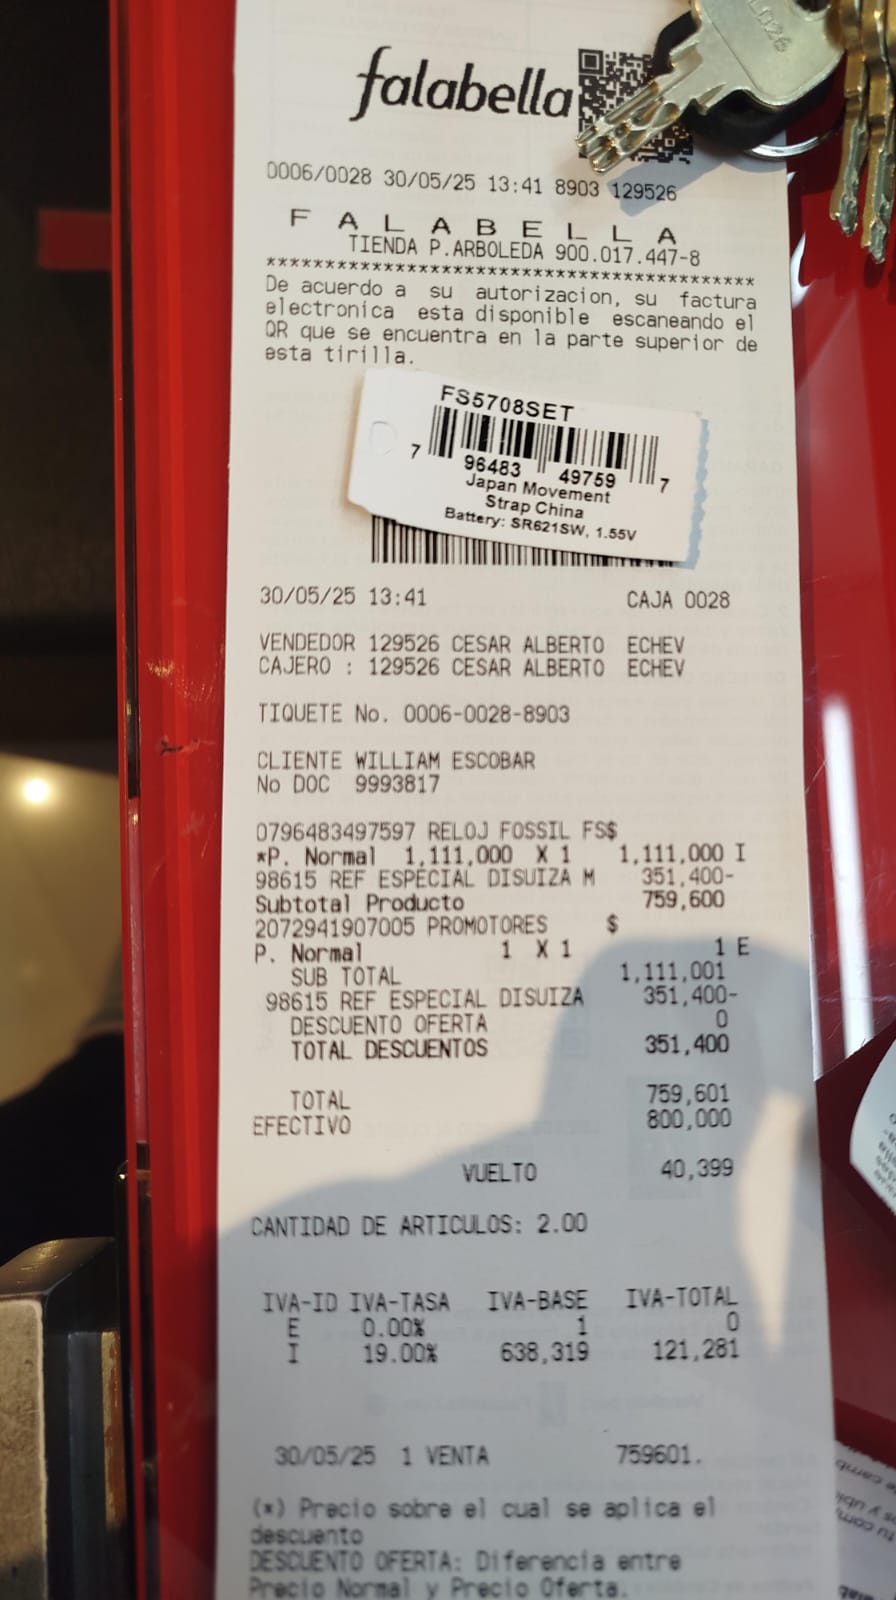 falabella
0006/0028 30/05/25 13:41 8903 129526
F A L A B E L L A
TIENDA P.ARBOLEDA 900.017.447-8
******************************************
De acuerdo a su autorizacion, su factura
electronica esta disponible escaneando el
QR que se encuentra en la parte superior de
esta tirilla.
FS5708SET
7 96483 49759 7
Japan Movement
Strap China
Battery: SR621SW, 1.55V
30/05/25 13:41 CAJA 0028
VENDEDOR 129526 CESAR ALBERTO ECHEV
CAJERO : 129526 CESAR ALBERTO ECHEV
TIQUETE No. 0006-0028-8903
CLIENTE WILLIAM ESCOBAR
No DOC 9993817
0796483497597 RELOJ FOSSIL FS$
*P. Normal 1,111,000 X 1 1,111,000 I
98615 REF ESPECIAL DISUIZA M 351,400-
Subtotal Producto 759,600
2072941907005 PROMOTORES $
P. Normal 1 X 1 1 E
SUB TOTAL 1,111,001
98615 REF ESPECIAL DISUIZA 351,400-
DESCUENTO OFERTA 0
TOTAL DESCUENTOS 351,400
TOTAL 759,601
EFECTIVO 800,000
VUELTO 40,399
CANTIDAD DE ARTICULOS: 2.00
IVA-ID IVA-TASA IVA-BASE IVA-TOTAL
E 0.00% 1 0
I 19.00% 638,319 121,281
30/05/25 1 VENTA 759601.
(*) Precio sobre el cual se aplica el
descuento
DESCUENTO OFERTA: Diferencia entre
Precio Normal y Precio Oferta.